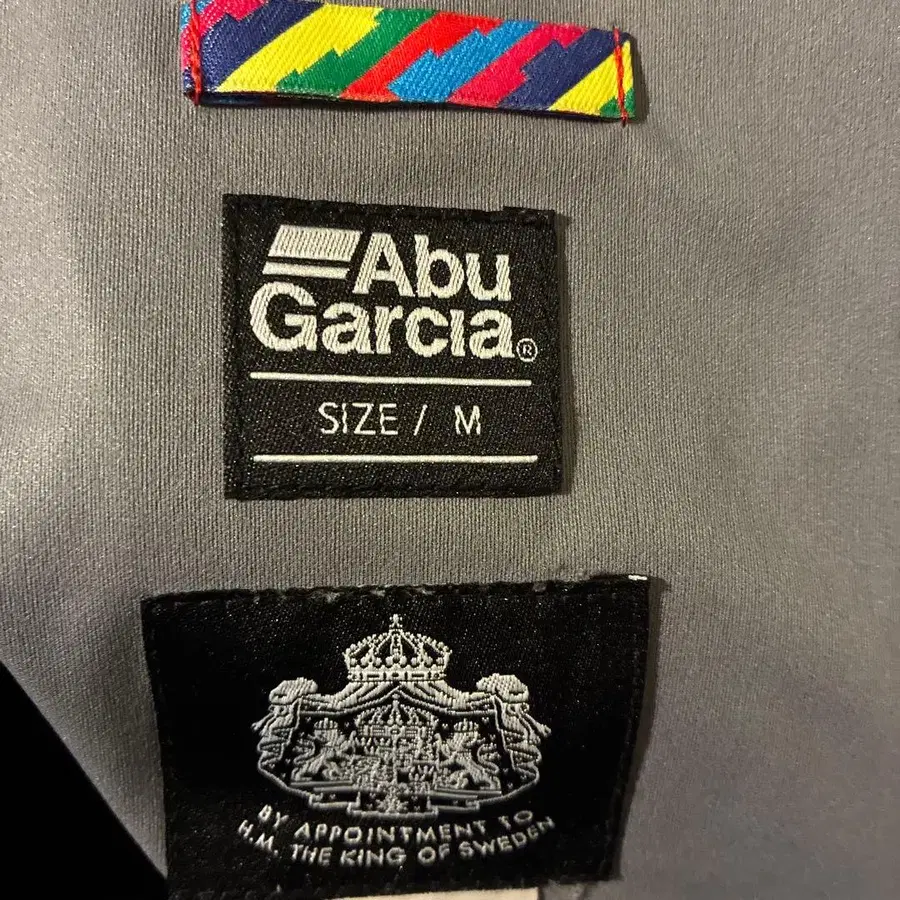 Abu
Garcia®
SIZE / M
BY APPOINTMENT TO
H.M. THE KING OF SWEDEN